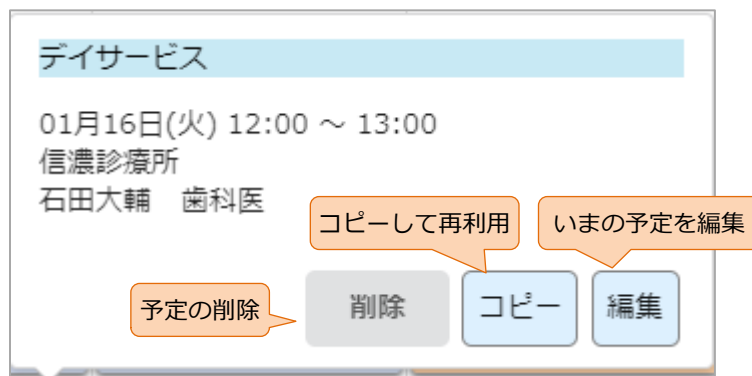 デイサービス
01月16日(火) 12:00 ～ 13:00
信濃診療所
石田大輔　歯科医
コピーして再利用
いまの予定を編集
予定の削除
削除
コピー
編集